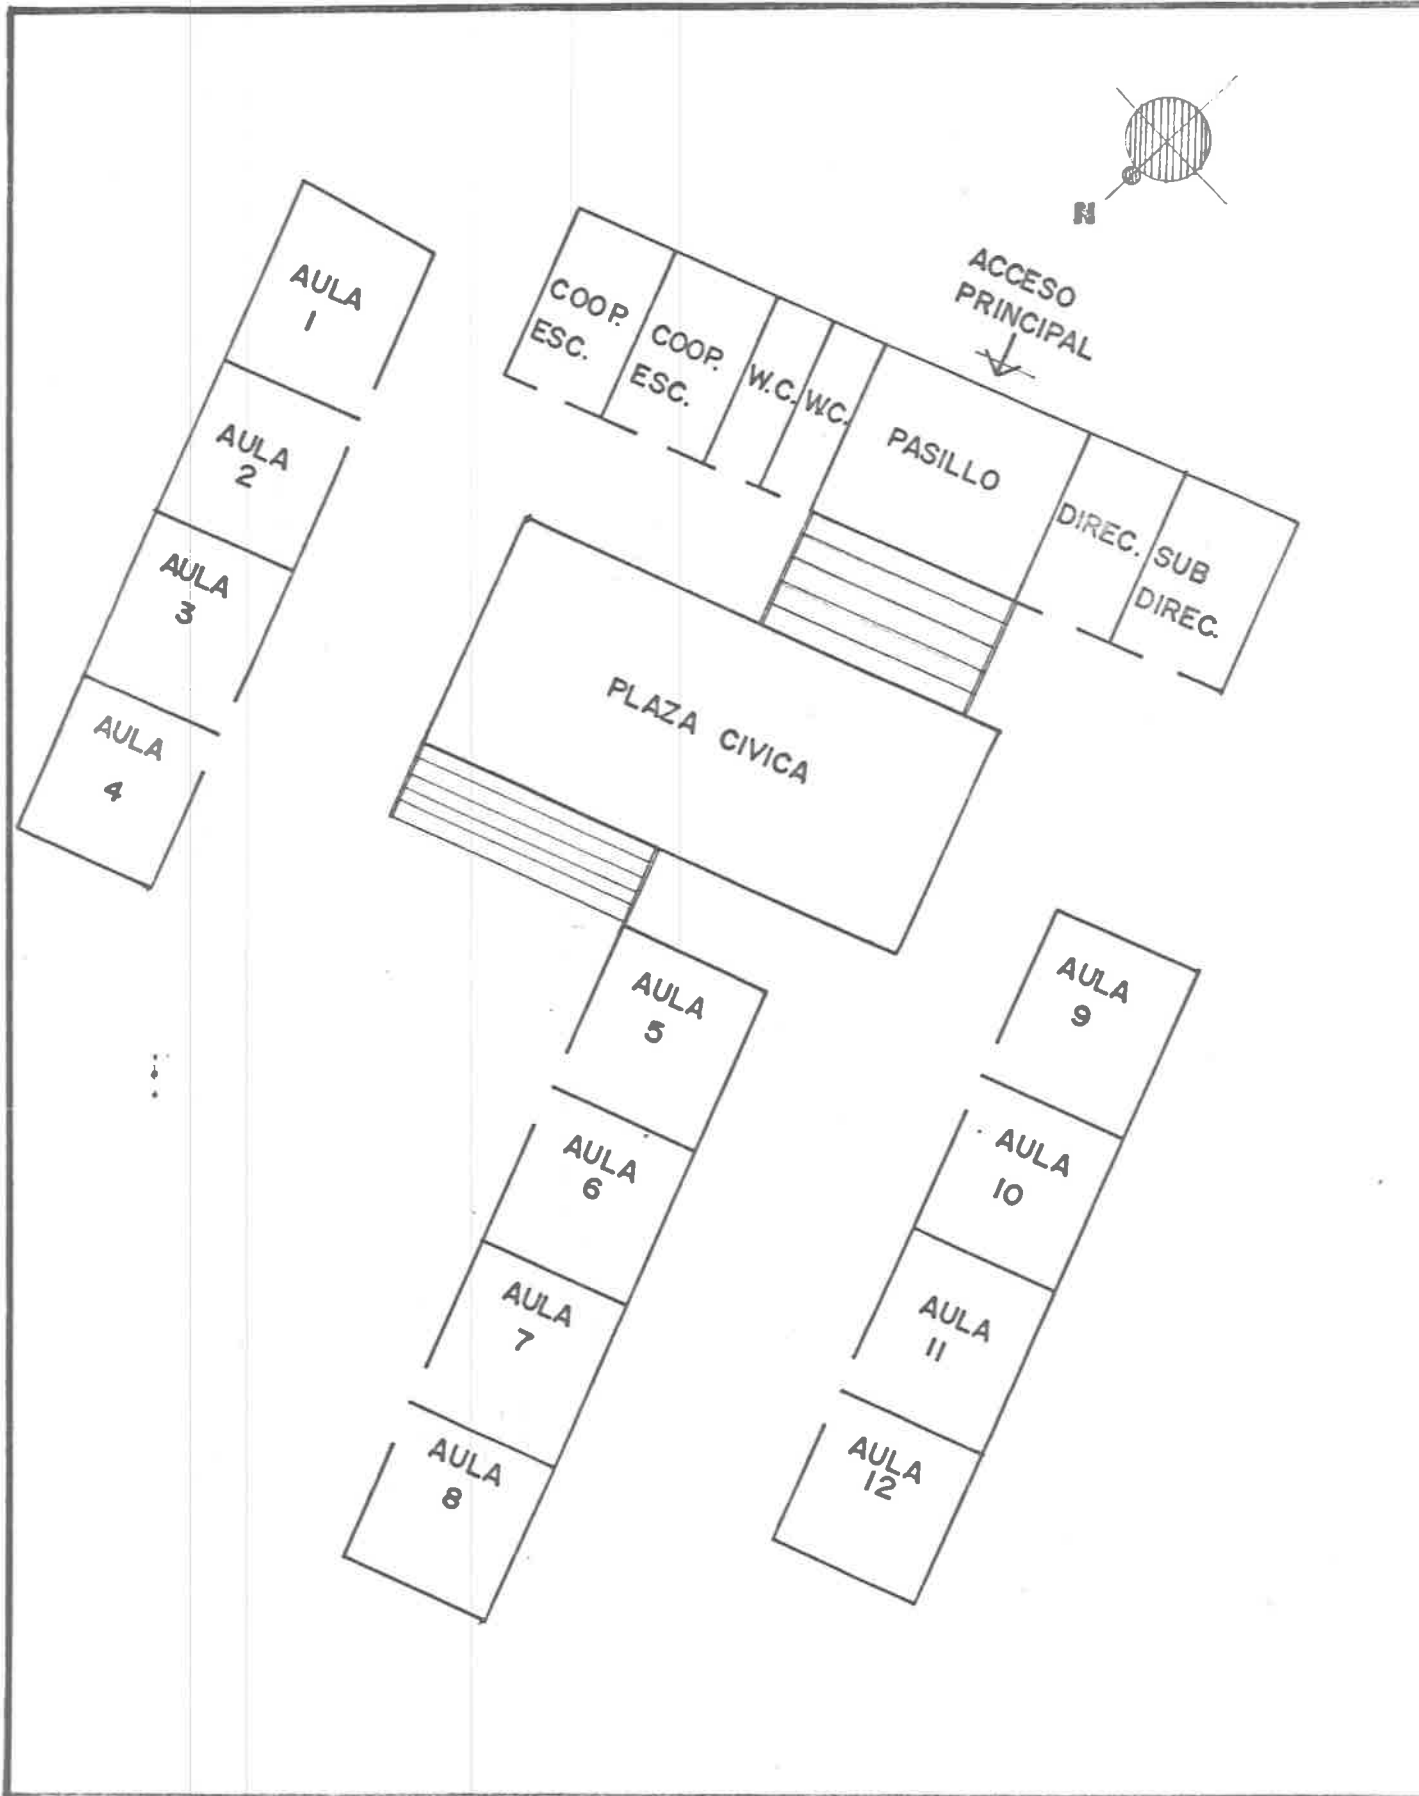 N
ACCESO
PRINCIPAL
AULA
1
AULA
2
AULA
3
AULA
4
COOP.
ESC.
COOP.
ESC.
W.C.
W.C.
PASILLO
DIREC.
SUB
DIREC.
PLAZA CIVICA
AULA
5
AULA
6
AULA
7
AULA
8
AULA
9
AULA
10
AULA
11
AULA
12